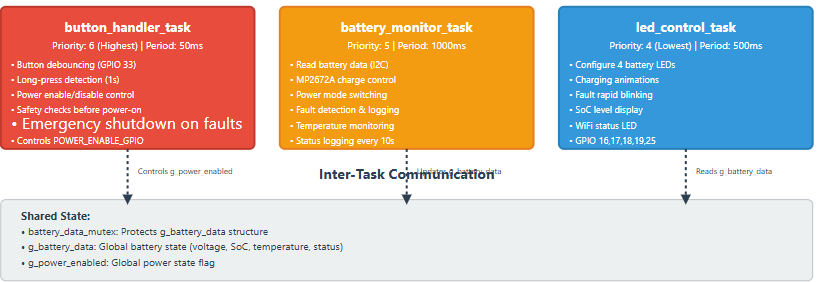 button_handler_task
Priority: 6 (Highest) | Period: 50ms
• Button debouncing (GPIO 33)
• Long-press detection (1s)
• Power enable/disable control
• Safety checks before power-on
• Emergency shutdown on faults
• Controls POWER_ENABLE_GPIO
battery_monitor_task
Priority: 5 | Period: 1000ms
• Read battery data (I2C)
• MP2672A charge control
• Power mode switching
• Fault detection & logging
• Temperature monitoring
• Status logging every 10s
led_control_task
Priority: 4 (Lowest) | Period: 500ms
• Configure 4 battery LEDs
• Charging animations
• Fault rapid blinking
• SoC level display
• WiFi status LED
• GPIO 16,17,18,19,25
Controls g_power_enabled
Updates g_battery_data
Reads g_battery_data
Inter-Task Communication
Shared State:
• battery_data_mutex: Protects g_battery_data structure
• g_battery_data: Global battery state (voltage, SoC, temperature, status)
• g_power_enabled: Global power state flag